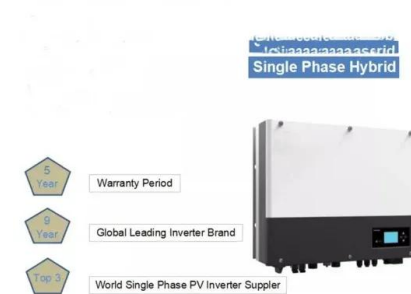 Single Phase Hybrid
5
Year
Warranty Period
9
Year
Global Leading Inverter Brand
Top 3
World Single Phase PV Inverter Suppler